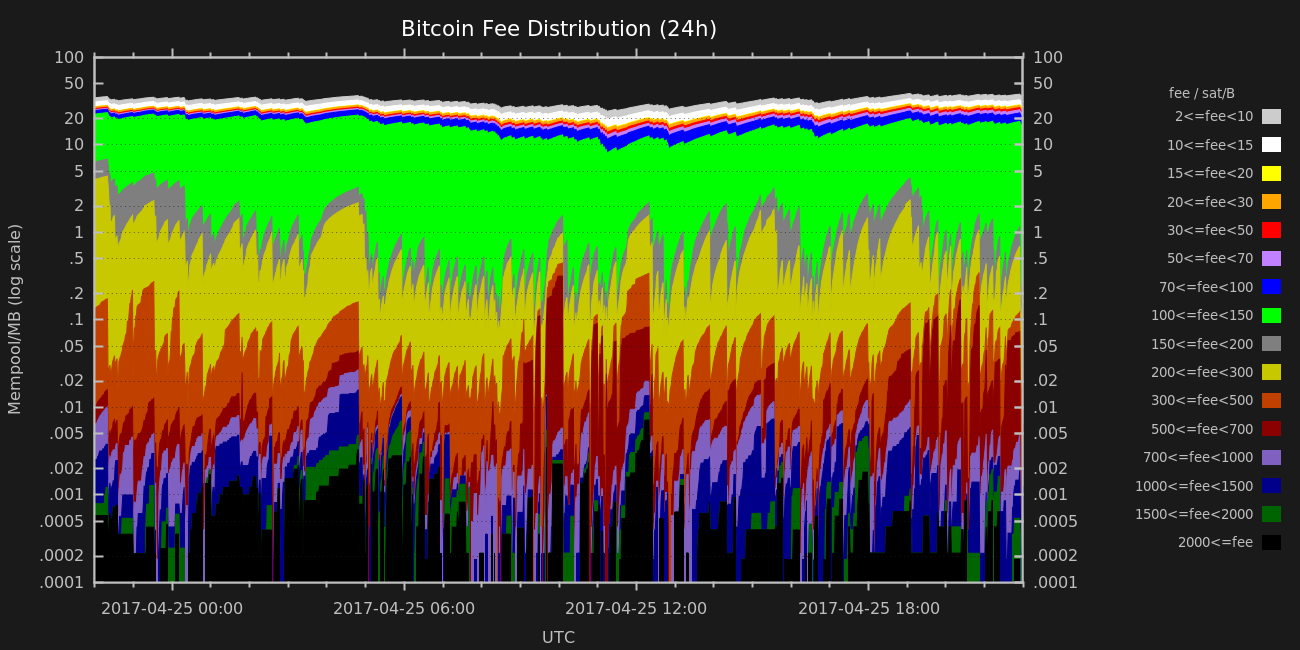 Bitcoin Fee Distribution (24h)
Mempool/MB (log scale)
100
50
20
10
5
2
1
.5
.2
.1
.05
.02
.01
.005
.002
.001
.0005
.0002
.0001
100
50
20
10
5
2
1
.5
.2
.1
.05
.02
.01
.005
.002
.001
.0005
.0002
.0001
2017-04-25 00:00
2017-04-25 06:00
2017-04-25 12:00
2017-04-25 18:00
UTC
fee / sat/B
2<=fee<10
10<=fee<15
15<=fee<20
20<=fee<30
30<=fee<50
50<=fee<70
70<=fee<100
100<=fee<150
150<=fee<200
200<=fee<300
300<=fee<500
500<=fee<700
700<=fee<1000
1000<=fee<1500
1500<=fee<2000
2000<=fee